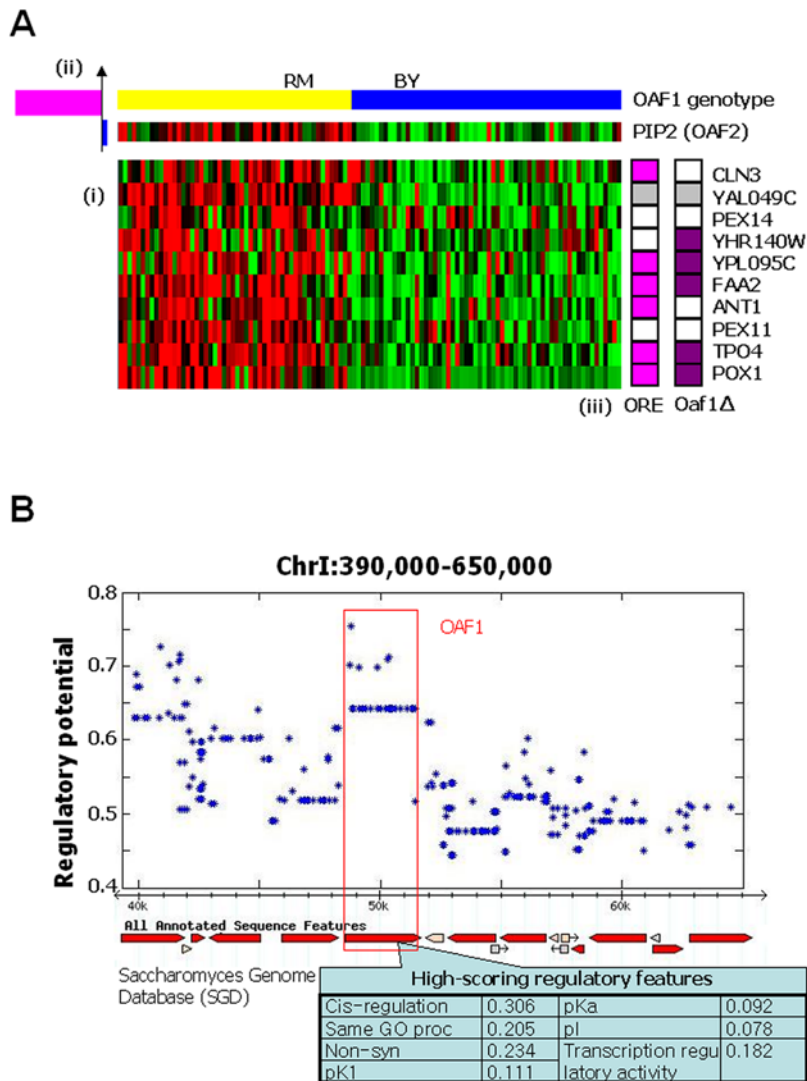 A
(ii)
RM BY
OAF1 genotype
PIP2 (OAF2)
(i)
CLN3
YAL049C
PEX14
YHR140W
YPL095C
FAA2
ANT1
PEX11
TPO4
POX1
(iii) ORE Oaf1Δ
B
ChrI:390,000-650,000
Regulatory potential
0.8
0.7
0.6
0.5
0.4
OAF1
40k 50k 60k
All Annotated Sequence Features
Saccharomyces Genome
Database (SGD)
High-scoring regulatory features
Cis-regulation 0.306 pKa 0.092
Same GO proc 0.205 pI 0.078
Non-syn 0.234 Transcription regu 0.182
pK1 0.111 latory activity